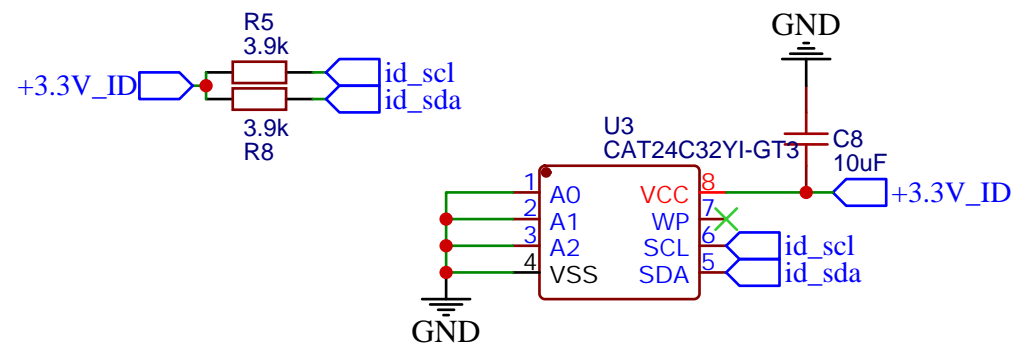 R5
3.9k
+3.3V_ID
id_scl
id_sda
3.9k
R8
GND
U3
CAT24C32YI-GT3
C8
10uF
+3.3V_ID
1 A0 VCC 8
2 A1 WP 7
3 A2 SCL 6 id_scl
4 VSS SDA 5 id_sda
GND